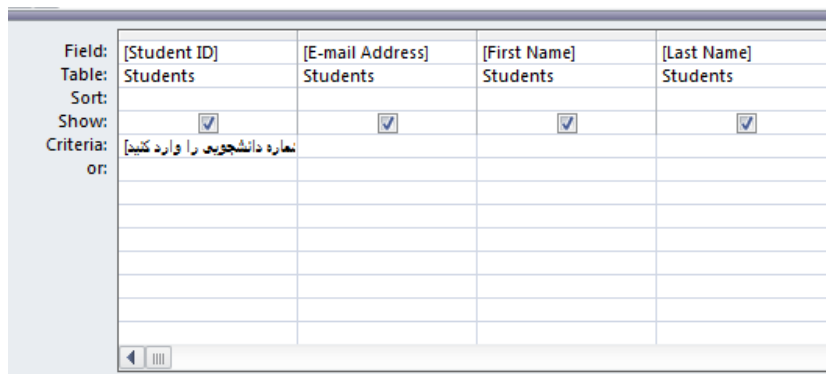 Field: [Student ID] [E-mail Address] [First Name] [Last Name]
Table: Students Students Students Students
Sort:
Show:
Criteria: دانشجویی را وارد کنید]
or: